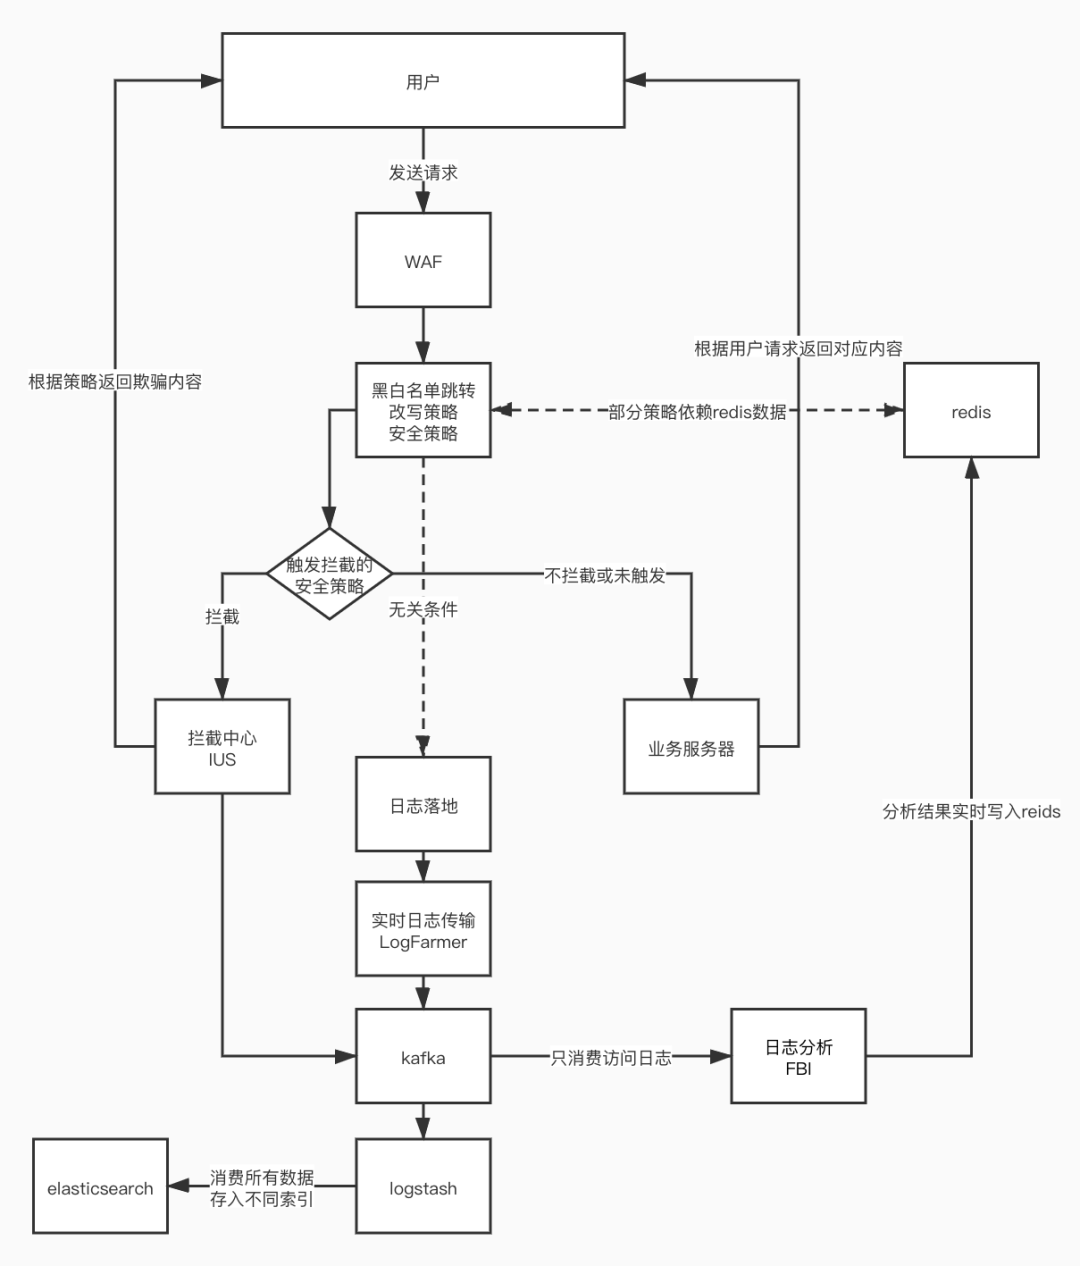 用户
发送请求
WAF
根据用户请求返回对应内容
根据策略返回欺骗内容
黑白名单跳转
改写策略
安全策略
部分策略依赖redis数据
redis
触发拦截的
安全策略
不拦截或未触发
拦截
无关条件
拦截中心
IUS
业务服务器
日志落地
分析结果实时写入reids
实时日志传输
LogFarmer
kafka
只消费访问日志
日志分析
FBI
elasticsearch
消费所有数据
存入不同索引
logstash